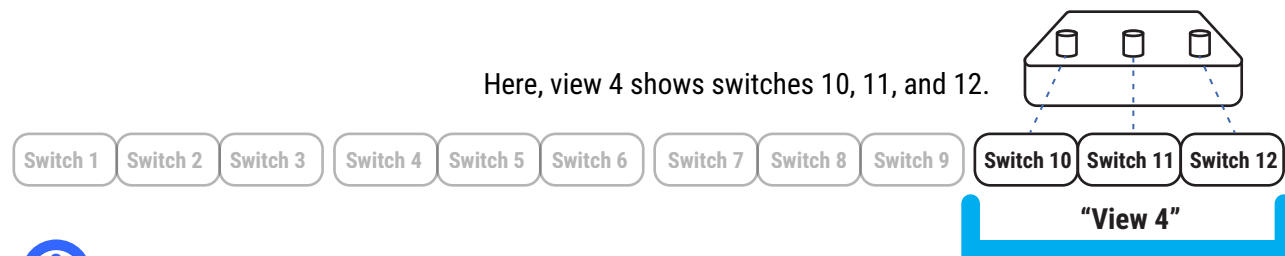 Here, view 4 shows switches 10, 11, and 12.
Switch 1 Switch 2 Switch 3 Switch 4 Switch 5 Switch 6 Switch 7 Switch 8 Switch 9 Switch 10 Switch 11 Switch 12
“View 4”